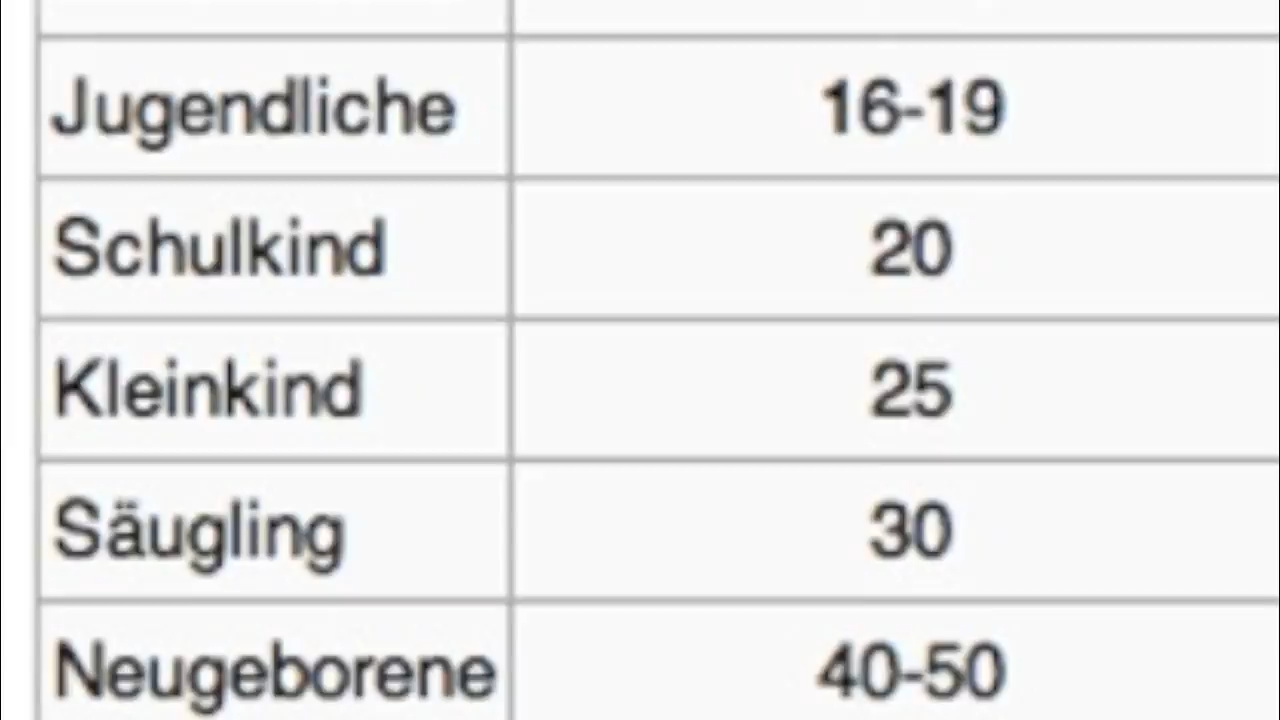 Jugendliche 16-19
Schulkind 20
Kleinkind 25
Säugling 30
Neugeborene 40-50